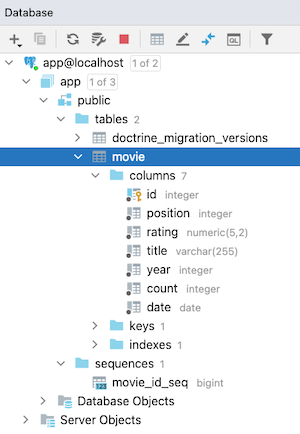 Database
QL
app@localhost 1 of 2
app 1 of 3
public
tables 2
doctrine_migration_versions
movie
columns 7
id integer
position integer
rating numeric(5,2)
title varchar(255)
year integer
count integer
date date
keys 1
indexes 1
sequences 1
movie_id_seq bigint
Database Objects
Server Objects